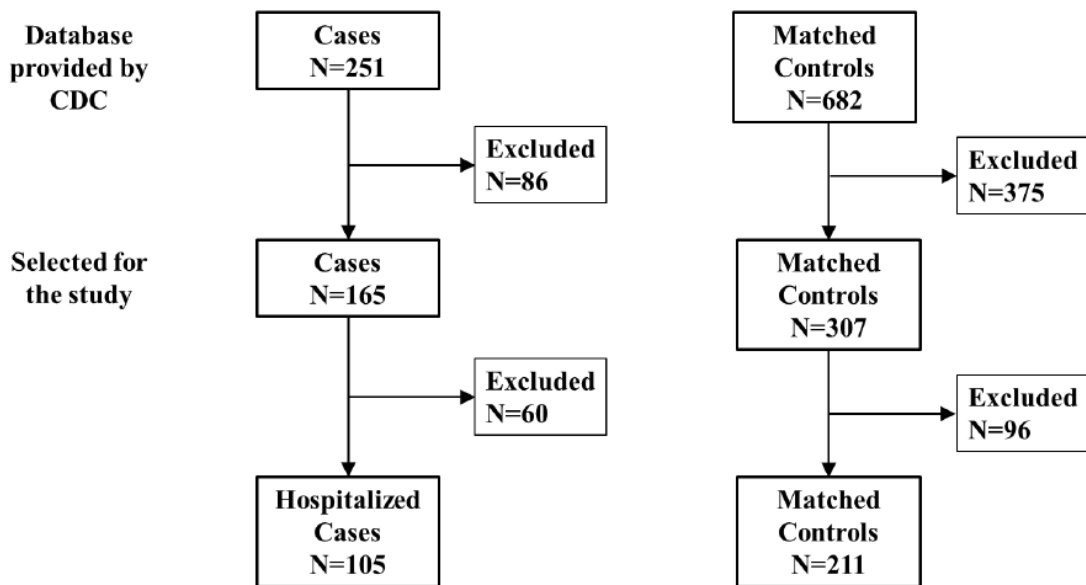 Database
provided by
CDC
Cases
N=251
Matched
Controls
N=682
Excluded
N=86
Excluded
N=375
Selected for
the study
Cases
N=165
Matched
Controls
N=307
Excluded
N=60
Excluded
N=96
Hospitalized
Cases
N=105
Matched
Controls
N=211